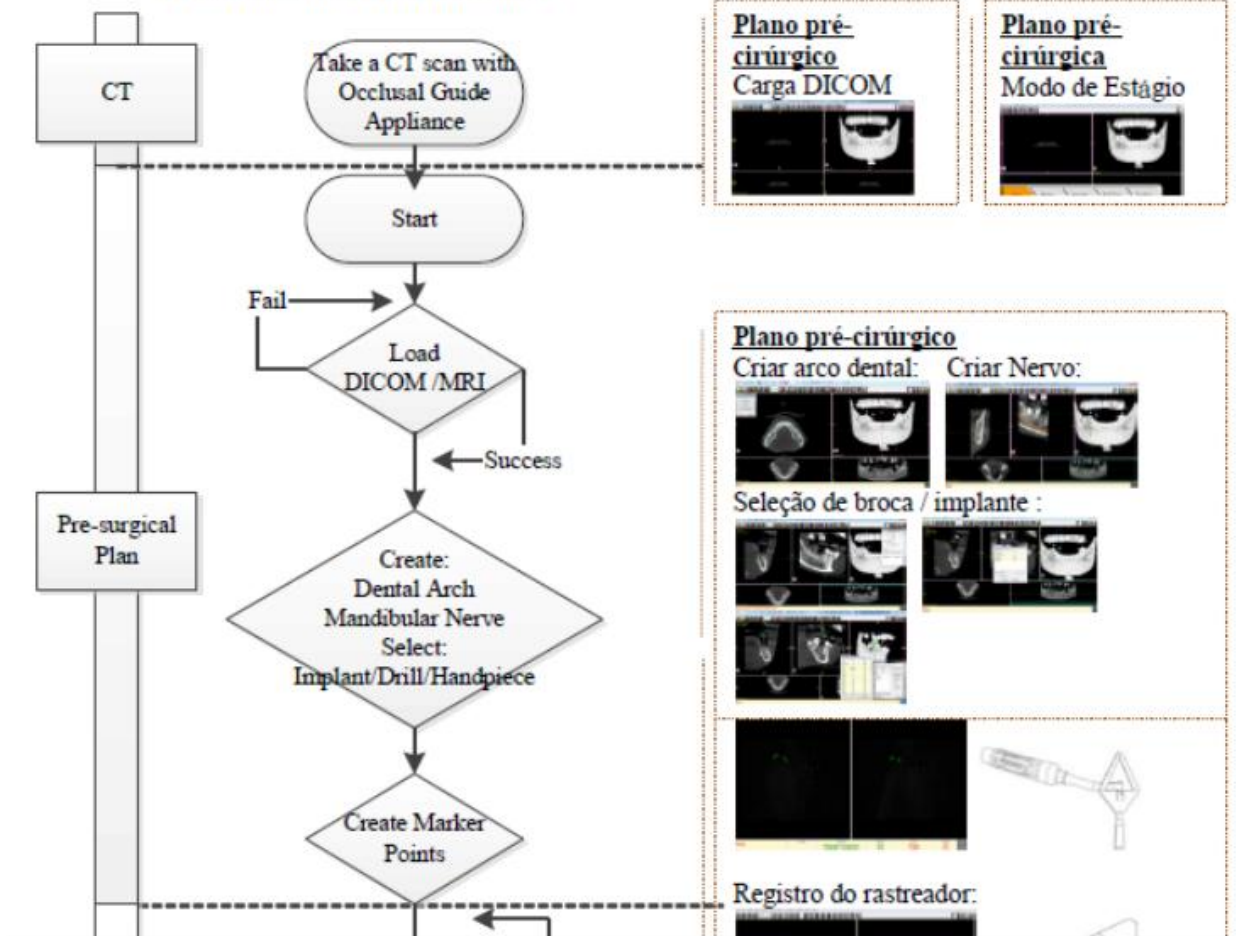 CT
Take a CT scan with
Occlusal Guide
Appliance
Start
Fail
Load
DICOM /MRI
Success
Pre-surgical
Plan
Create:
Dental Arch
Mandibular Nerve
Select:
Implant/Drill/Handpiece
Create Marker
Points
Plano pré-
cirúrgico
Carga DICOM
Plano pré-
cirúrgica
Modo de Estágio
Plano pré-cirúrgico
Criar arco dental: Criar Nervo:
Seleção de broca / implante :
Registro do rastreador: